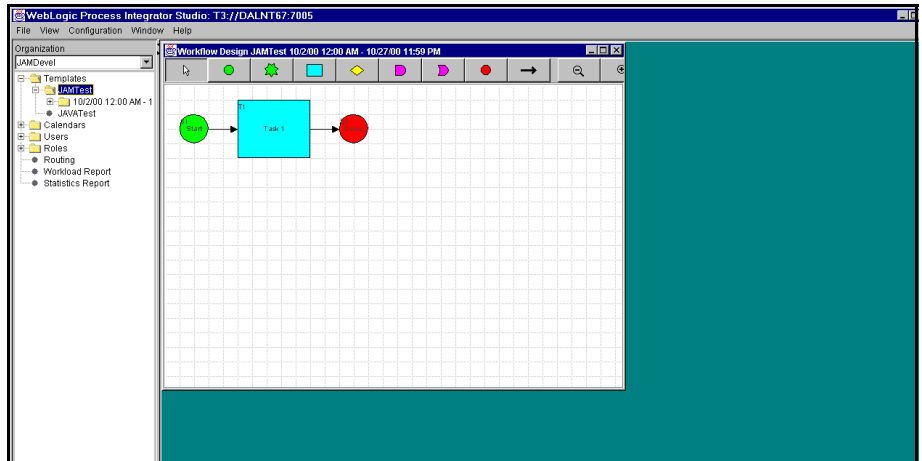 WebLogic Process Integrator Studio: T3://DALNT67:7005
File View Configuration Window Help
Organization
JAMDevel
Templates
JAMTest
10/2/00 12:00 AM - 1
JAVATest
Calendars
Users
Roles
Routing
Workload Report
Statistics Report
Workflow Design JAMTest 10/2/00 12:00 AM - 10/27/00 11:59 PM
Start
T1
Task 1